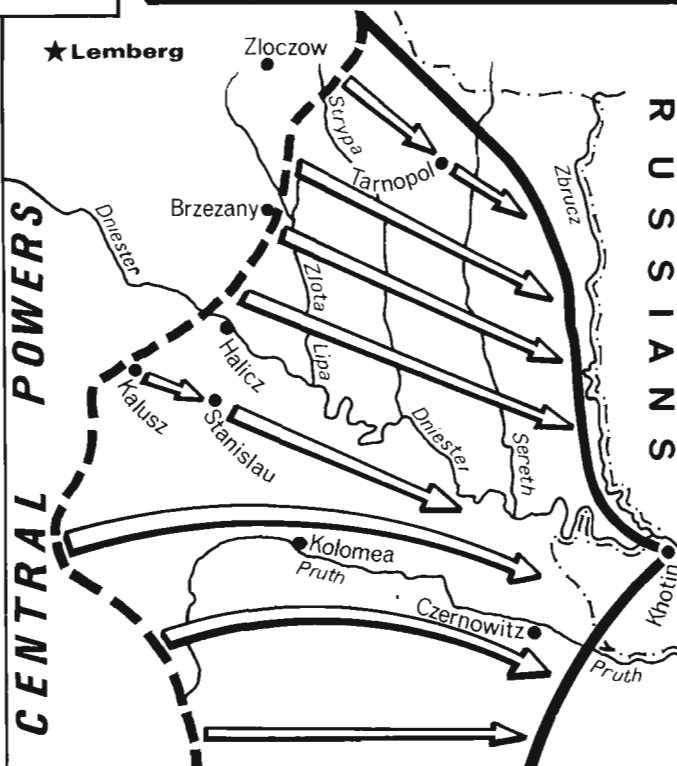 Lemberg
Zloczow
Strypa
Tarnopol
Zbrucz
RUSSIANS
Brzezany
Dniester
CENTRAL POWERS
Zlota Lipa
Halicz
Kalusz
Stanislau
Dniester
Sereth
Kołomea
Pruth
Czernowitz
Khotin
Pruth